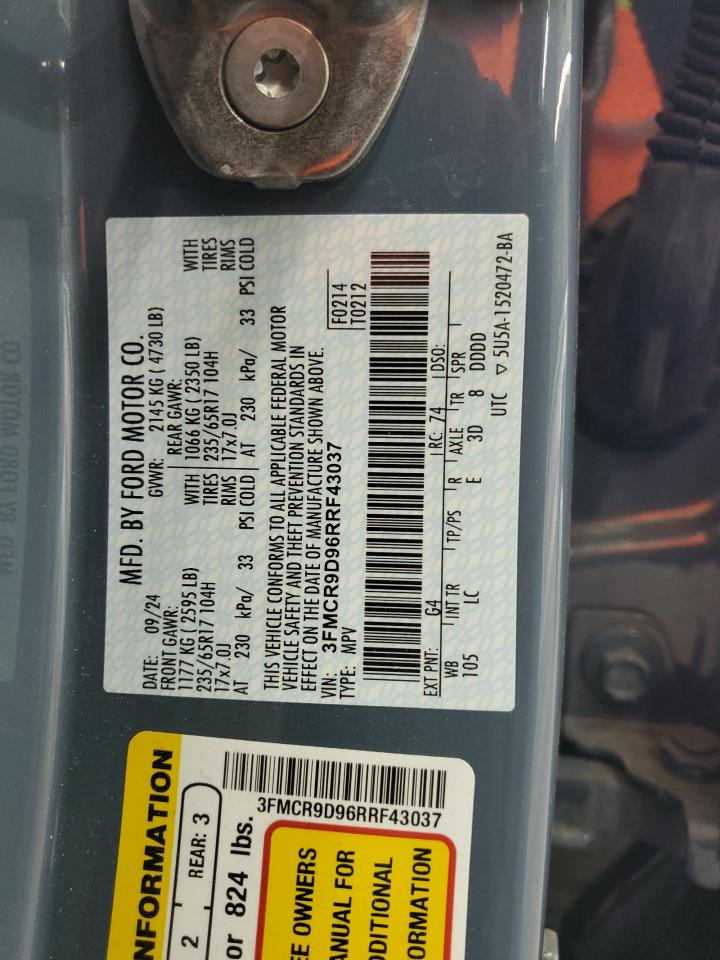 MFD. BY FORD MOTOR CO.
DATE: 09/24
GVWR: 2145 KG ( 4730 LB)
FRONT GAWR:
REAR GAWR:
1177 KG ( 2595 LB)
WITH
1066 KG ( 2350 LB)
WITH
235/65R17 104H
TIRES
235/65R17 104H
TIRES
17x7.0J
RIMS
17x7.0J
RIMS
AT 230 kPa/ 33 PSI COLD
AT 230 kPa/ 33 PSI COLD
THIS VEHICLE CONFORMS TO ALL APPLICABLE FEDERAL MOTOR
VEHICLE SAFETY AND THEFT PREVENTION STANDARDS IN
EFFECT ON THE DATE OF MANUFACTURE SHOWN ABOVE.
VIN: 3FMCR9D96RRF43037
TYPE: MPV
F0214
T0212
EXT PNT: G4 RC: 74 DSO:
WB INT TR TP/PS R AXLE TR SPR
105 LC E 3D 8 DDDD
UTC ▽ 5U5A-1520472-BA
NFORMATION
2 REAR: 3
or 824 lbs.
3FMCR9D96RRF43037
EE OWNERS
ANUAL FOR
DDITIONAL
ORMATION